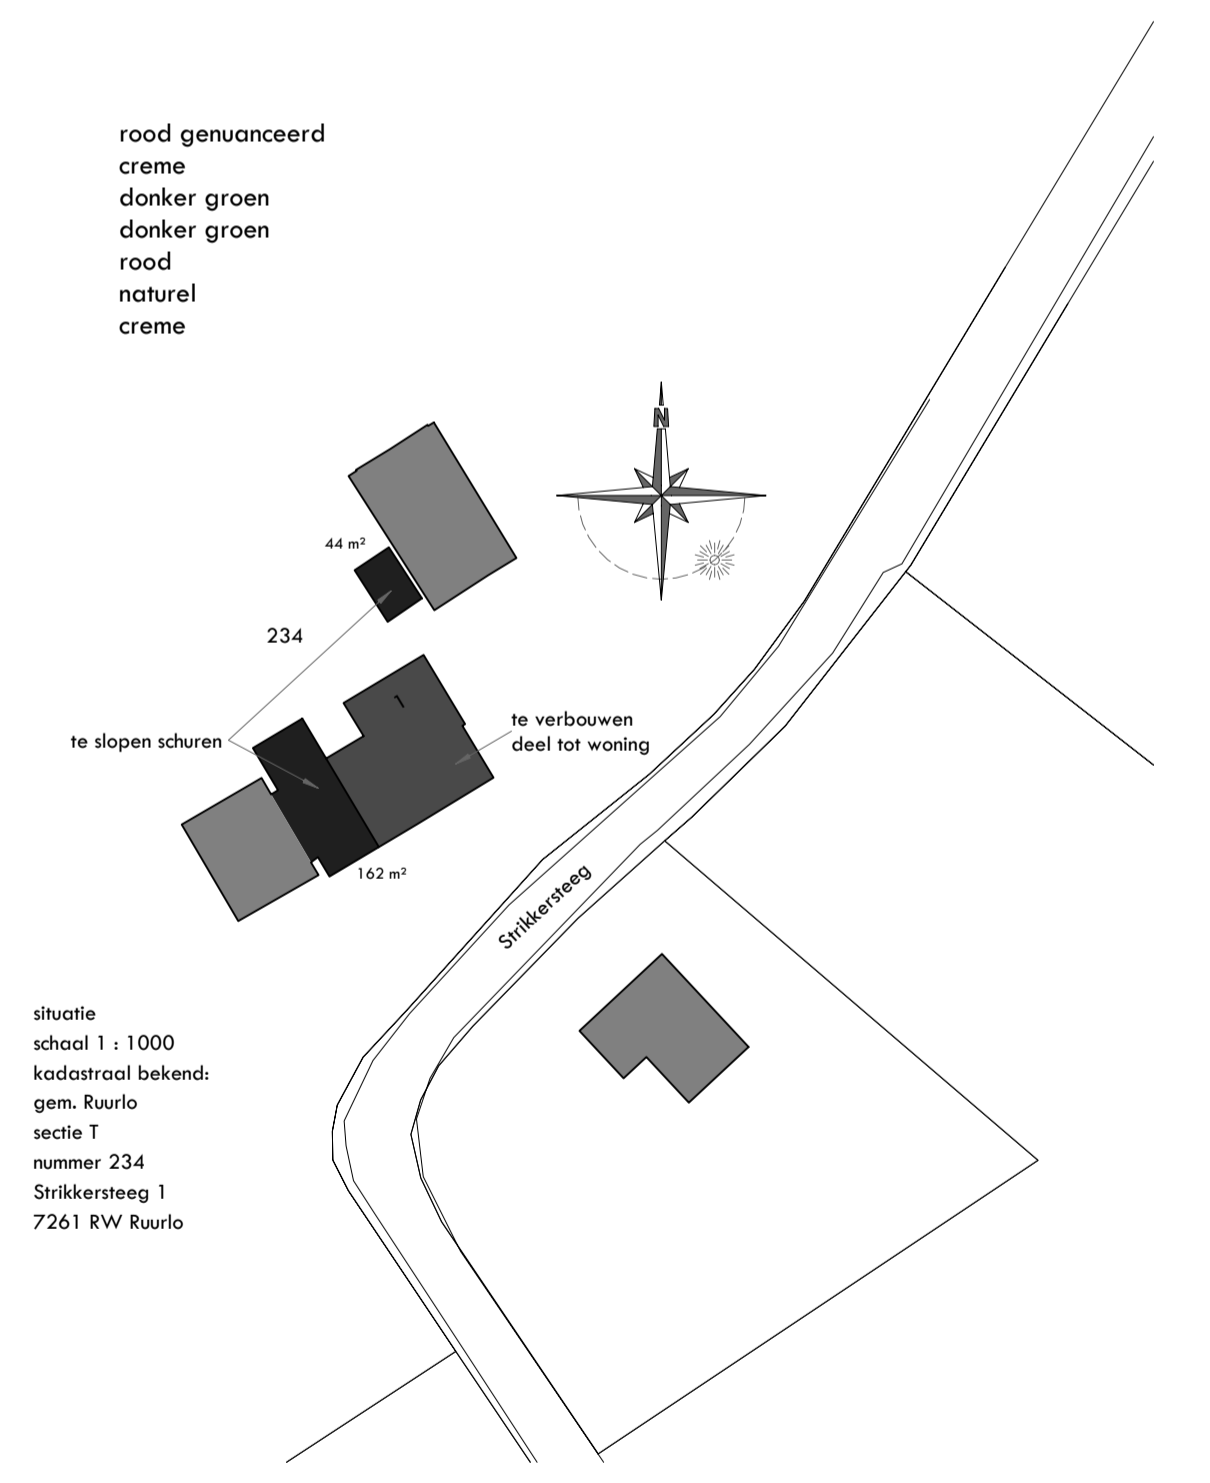 rood genuanceerd
creme
donker groen
donker groen
rood
naturel
creme
N
44 m²
234
1
te slopen schuren
te verbouwen
deel tot woning
162 m²
Strikkersteeg
situatie
schaal 1 : 1000
kadastraal bekend:
gem. Ruurlo
sectie T
nummer 234
Strikkersteeg 1
7261 RW Ruurlo